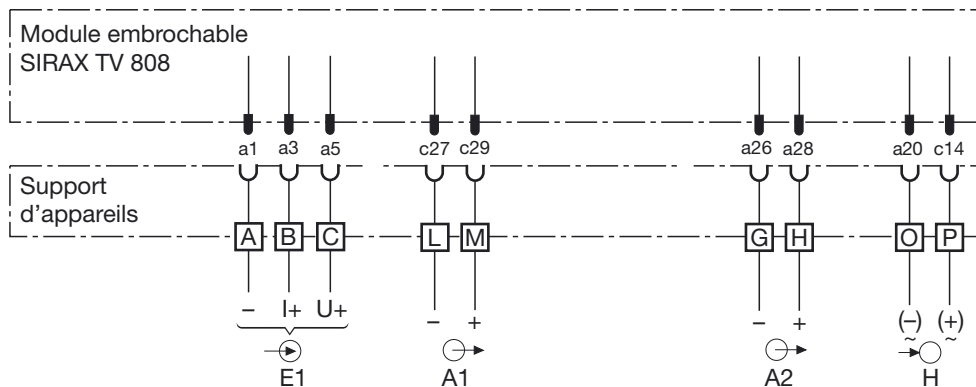 Module embrochable
SIRAX TV 808
a1 a3 a5 c27 c29 a26 a28 a20 c14
Support
d'appareils
A B C L M G H O P
– I+ U+ – + – + (–) (+)
~ ~
E1 A1 A2 H